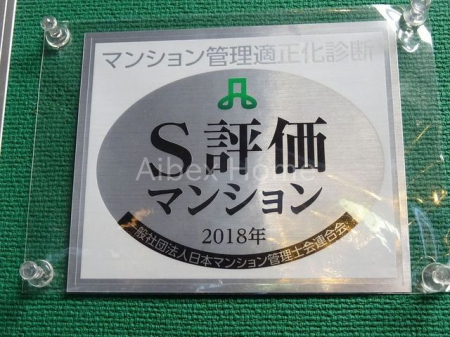 マンション管理適正化診断
S評価
マンション
2018年
一般社団法人日本マンション管理士会連合会
Aibex Home